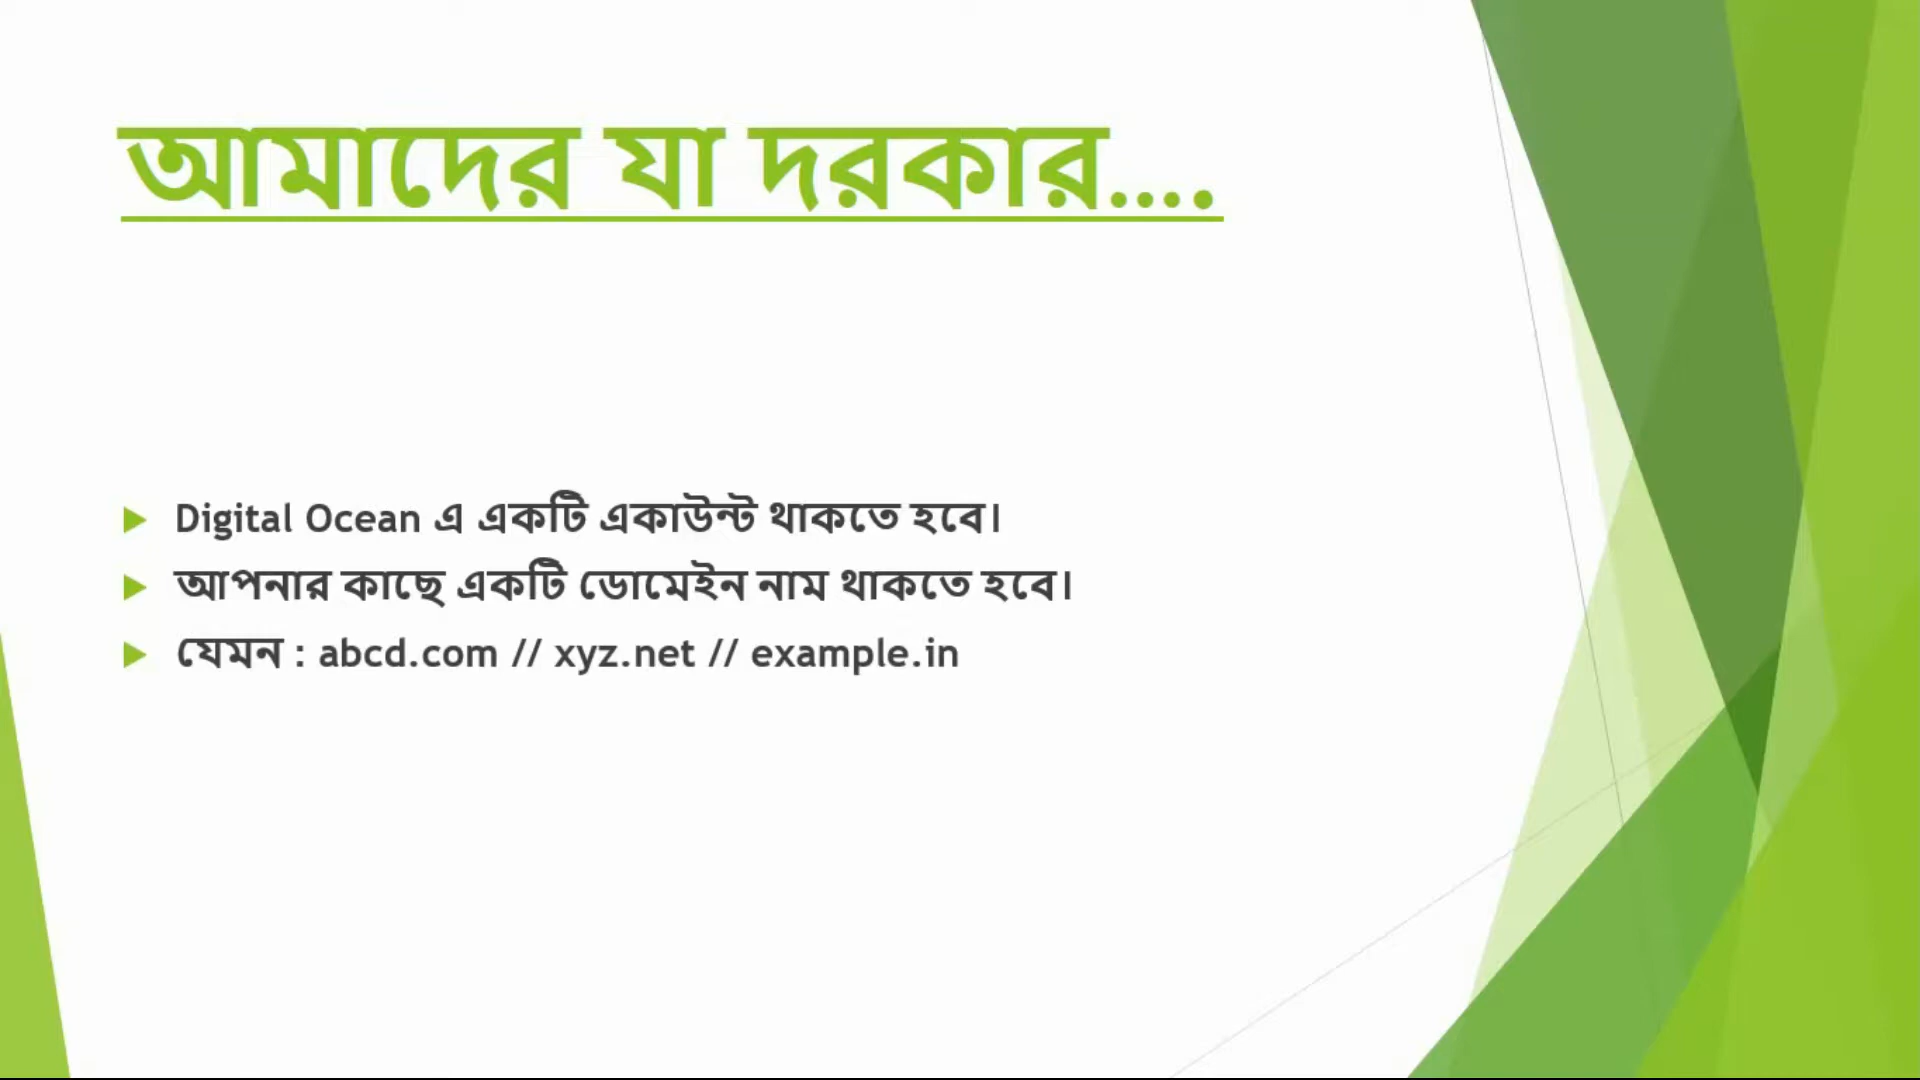 আমাদের যা দরকার....
Digital Ocean এ একটি একাউন্ট থাকতে হবে।
আপনার কাছে একটি ডোমেইন নাম থাকতে হবে।
যেমন : abcd.com // xyz.net // example.in